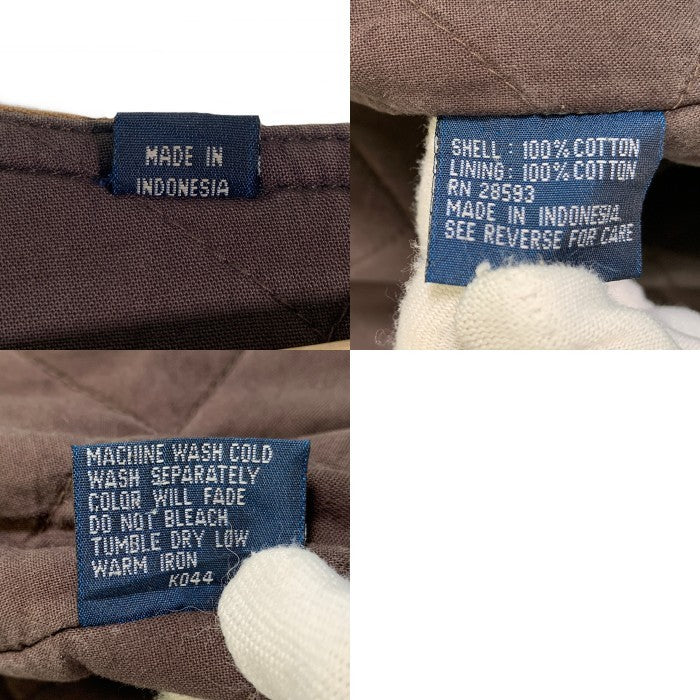 MADE IN
INDONESIA
SHELL: 100% COTTON
LINING: 100% COTTON
RN 28593
MADE IN INDONESIA
SEE REVERSE FOR CARE
MACHINE WASH COLD
WASH SEPARATELY
COLOR WILL FADE
DO NOT BLEACH
TUMBLE DRY LOW
WARM IRON
K044